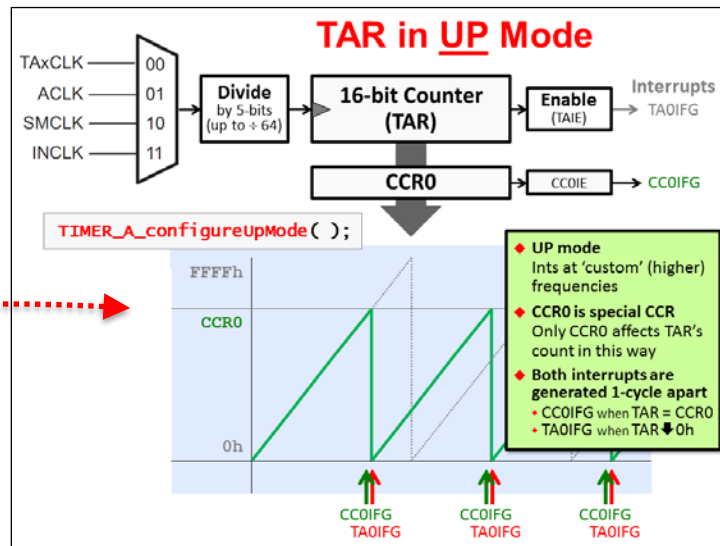 TAR in UP Mode
TAxCLK
ACLK
SMCLK
INCLK
00
01
10
11
Divide
by 5-bits
(up to ÷ 64)
16-bit Counter
(TAR)
Enable
(TAIE)
Interrupts
TA0IFG
CCR0
CC0IE
CC0IFG
TIMER_A_configureUpMode( );
FFFFh
CCR0
0h
◆ UP mode
Ints at ‘custom’ (higher)
frequencies
◆ CCR0 is special CCR
Only CCR0 affects TAR’s
count in this way
◆ Both interrupts are
generated 1-cycle apart
• CC0IFG when TAR = CCR0
• TA0IFG when TAR ↓ 0h
CC0IFG
TA0IFG
CC0IFG
TA0IFG
CC0IFG
TA0IFG